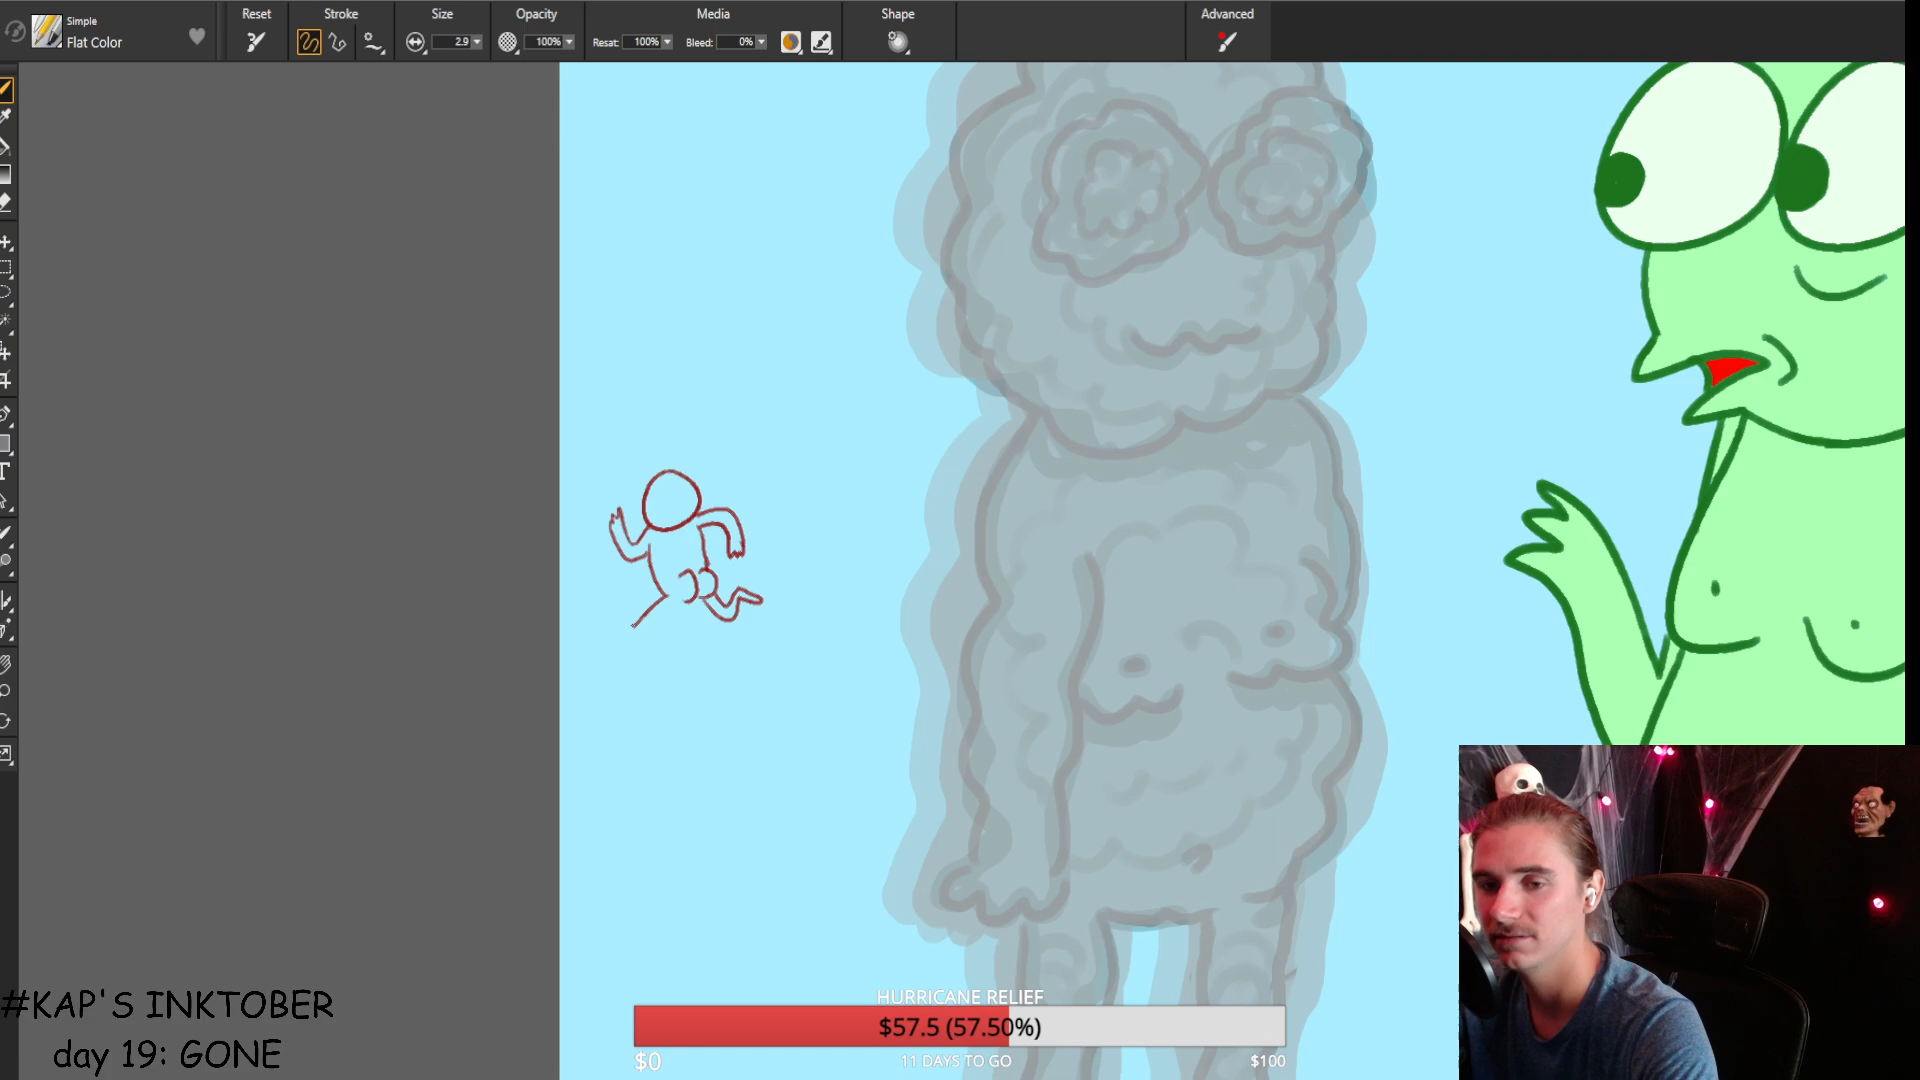 Simple
Flat Color
Reset
Stroke
Size
2.9
Opacity
100%
Media
Resat: 100%
Bleed: 0%
Shape
Advanced
T
HURRICANE RELIEF
$57.5 (57.50%)
$0
11 DAYS TO GO
$100
#KAP'S INKTOBER
day 19: GONE